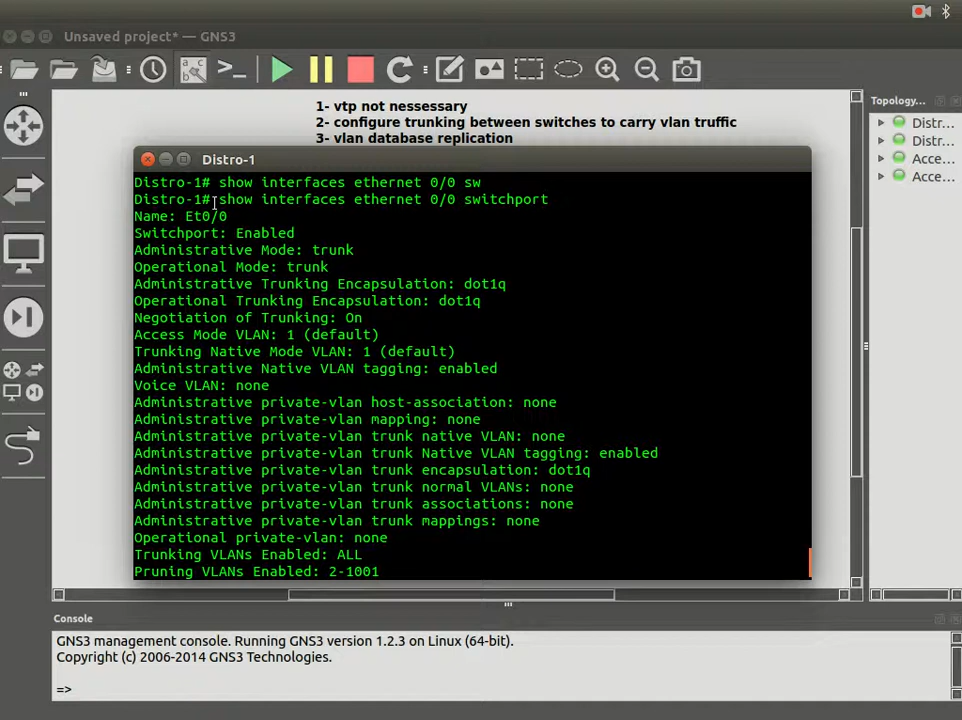 Unsaved project* — GNS3
a
b
c
>_
1- vtp not nessessary
2- configure trunking between switches to carry vlan truffic
3- vlan database replication
Topology...
Distr...
Distr...
Acce...
Acce...
Distro-1
Distro-1# show interfaces ethernet 0/0 sw
Distro-1# show interfaces ethernet 0/0 switchport
Name: Et0/0
Switchport: Enabled
Administrative Mode: trunk
Operational Mode: trunk
Administrative Trunking Encapsulation: dot1q
Operational Trunking Encapsulation: dot1q
Negotiation of Trunking: On
Access Mode VLAN: 1 (default)
Trunking Native Mode VLAN: 1 (default)
Administrative Native VLAN tagging: enabled
Voice VLAN: none
Administrative private-vlan host-association: none
Administrative private-vlan mapping: none
Administrative private-vlan trunk native VLAN: none
Administrative private-vlan trunk Native VLAN tagging: enabled
Administrative private-vlan trunk encapsulation: dot1q
Administrative private-vlan trunk normal VLANs: none
Administrative private-vlan trunk associations: none
Administrative private-vlan trunk mappings: none
Operational private-vlan: none
Trunking VLANs Enabled: ALL
Pruning VLANs Enabled: 2-1001
Console
GNS3 management console. Running GNS3 version 1.2.3 on Linux (64-bit).
Copyright (c) 2006-2014 GNS3 Technologies.
=>